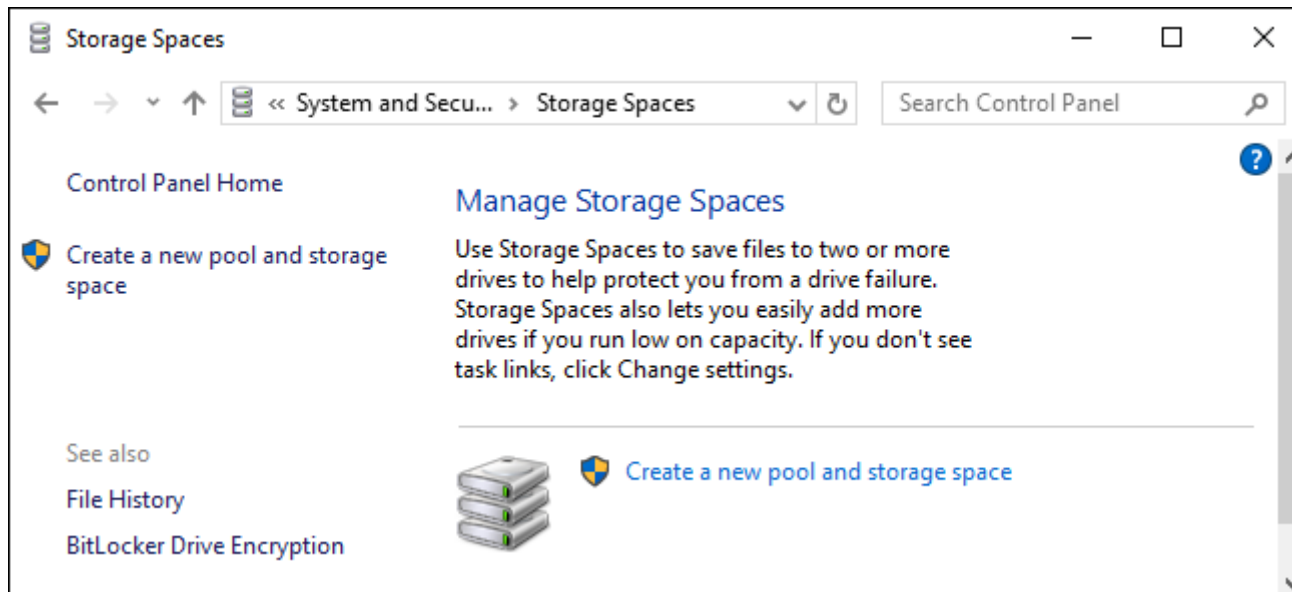 Storage Spaces
« System and Secu... › Storage Spaces
Search Control Panel
?
Control Panel Home
Create a new pool and storage
space
See also
File History
BitLocker Drive Encryption
Manage Storage Spaces
Use Storage Spaces to save files to two or more
drives to help protect you from a drive failure.
Storage Spaces also lets you easily add more
drives if you run low on capacity. If you don't see
task links, click Change settings.
Create a new pool and storage space